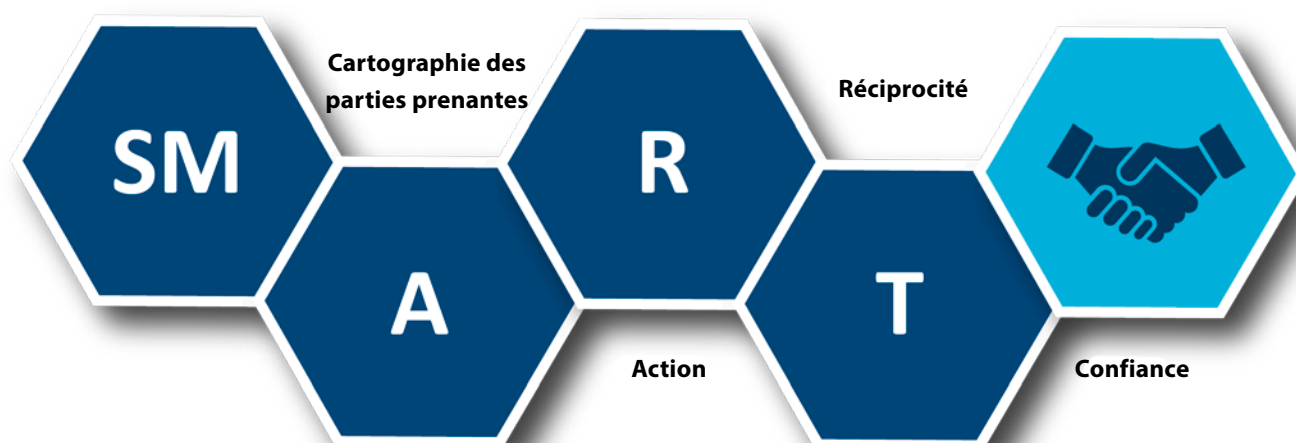 SM
Cartographie des
parties prenantes
R
Réciprocité
A
T
Action
Confiance